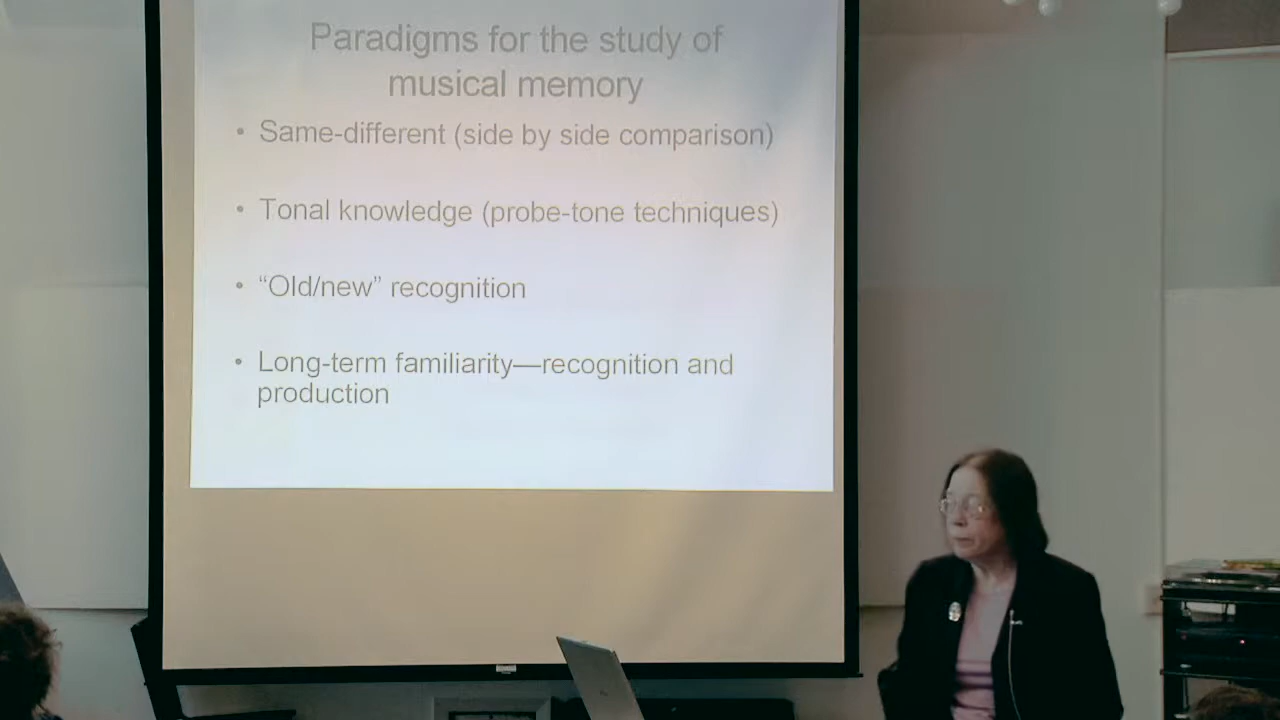 Paradigms for the study of
musical memory
• Same-different (side by side comparison)
• Tonal knowledge (probe-tone techniques)
• “Old/new” recognition
• Long-term familiarity—recognition and
production